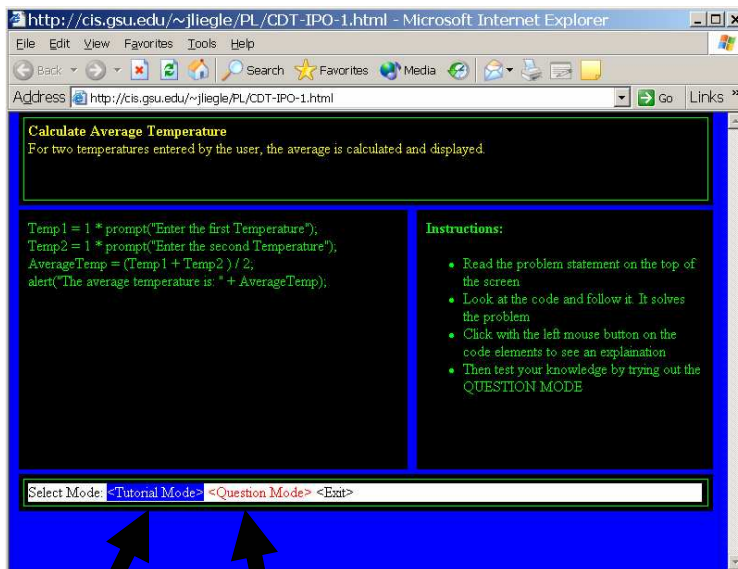 http://cis.gsu.edu/~jliegle/PL/CDT-IPO-1.html - Microsoft Internet Explorer
File Edit View Favorites Tools Help
Back Search Favorites Media
Address http://cis.gsu.edu/~jliegle/PL/CDT-IPO-1.html Go Links »
Calculate Average Temperature
For two temperatures entered by the user, the average is calculated and displayed.
Temp1 = 1 * prompt("Enter the first Temperature");
Temp2 = 1 * prompt("Enter the second Temperature");
AverageTemp = (Temp1 + Temp2 ) / 2;
alert("The average temperature is: " + AverageTemp);
Instructions:
• Read the problem statement on the top of
the screen
• Look at the code and follow it. It solves
the problem
• Click with the left mouse button on the
code elements to see an explaination
• Then test your knowledge by trying out the
QUESTION MODE
Select Mode: <Tutorial Mode> <Question Mode> <Exit>